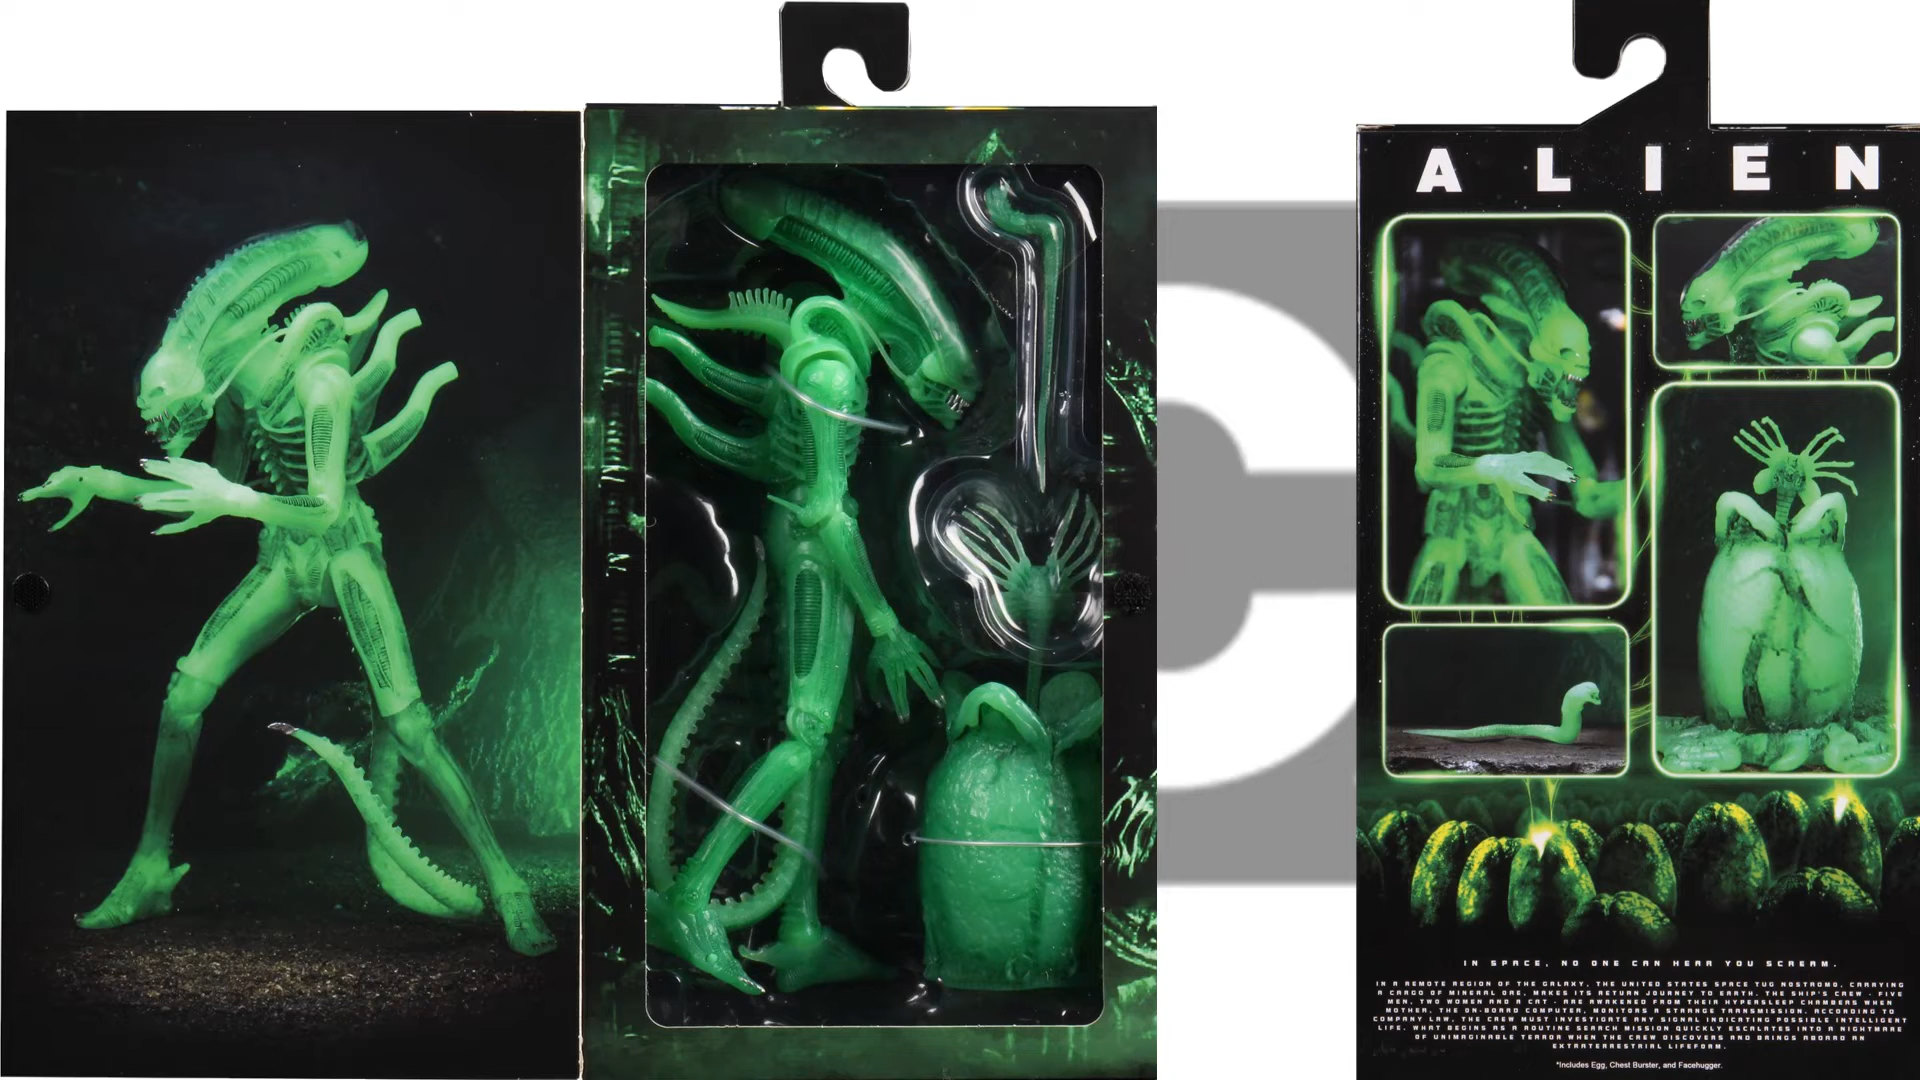 ALIEN
IN SPACE, NO ONE CAN HEAR YOU SCREAM.
IN A REMOTE REGION OF THE GALAXY, THE UNITED STATES SPACE TUG NOSTROMO, CARRYING
A CARGO OF MINERAL ORE, MAKES ITS RETURN JOURNEY TO EARTH. THE SHIP'S CREW - FIVE
MEN, TWO WOMEN AND A CAT - ARE AWAKENED FROM THEIR HYPERSLEEP CHAMBERS WHEN
MOTHER, THE ON-BOARD COMPUTER, MONITORS A STRANGE TRANSMISSION. ACCORDING TO
COMPANY LAW, THE CREW MUST INVESTIGATE ANY SIGNAL INDICATING POSSIBLE INTELLIGENT
LIFE. WHAT BEGINS AS A ROUTINE SEARCH MISSION QUICKLY ESCALATES INTO A NIGHTMARE
OF UNIMAGINABLE TERROR WHEN THE CREW DISCOVERS AND BRINGS ABOARD AN
EXTRATERRESTRIAL LIFEFORM.
*Includes Egg, Chest Burster, and Facehugger.